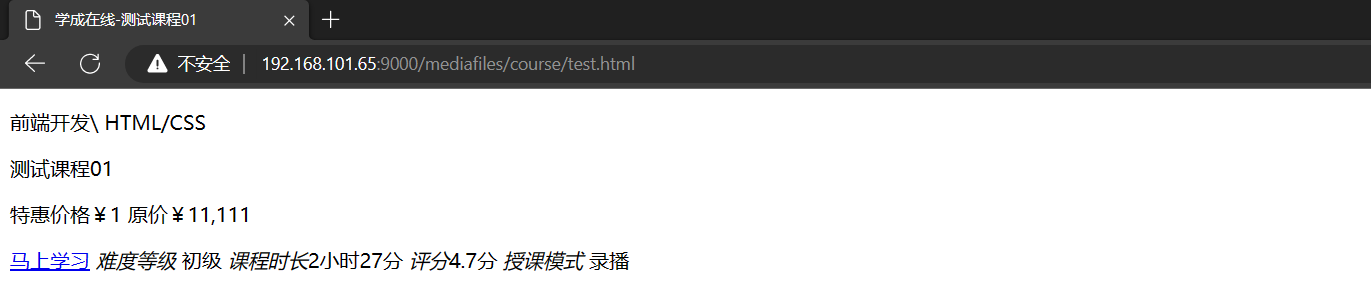 学成在线-测试课程01
不安全 192.168.101.65:9000/mediafiles/course/test.html
前端开发\ HTML/CSS
测试课程01
特惠价格￥1 原价￥11,111
马上学习 难度等级 初级 课程时长2小时27分 评分4.7分 授课模式 录播